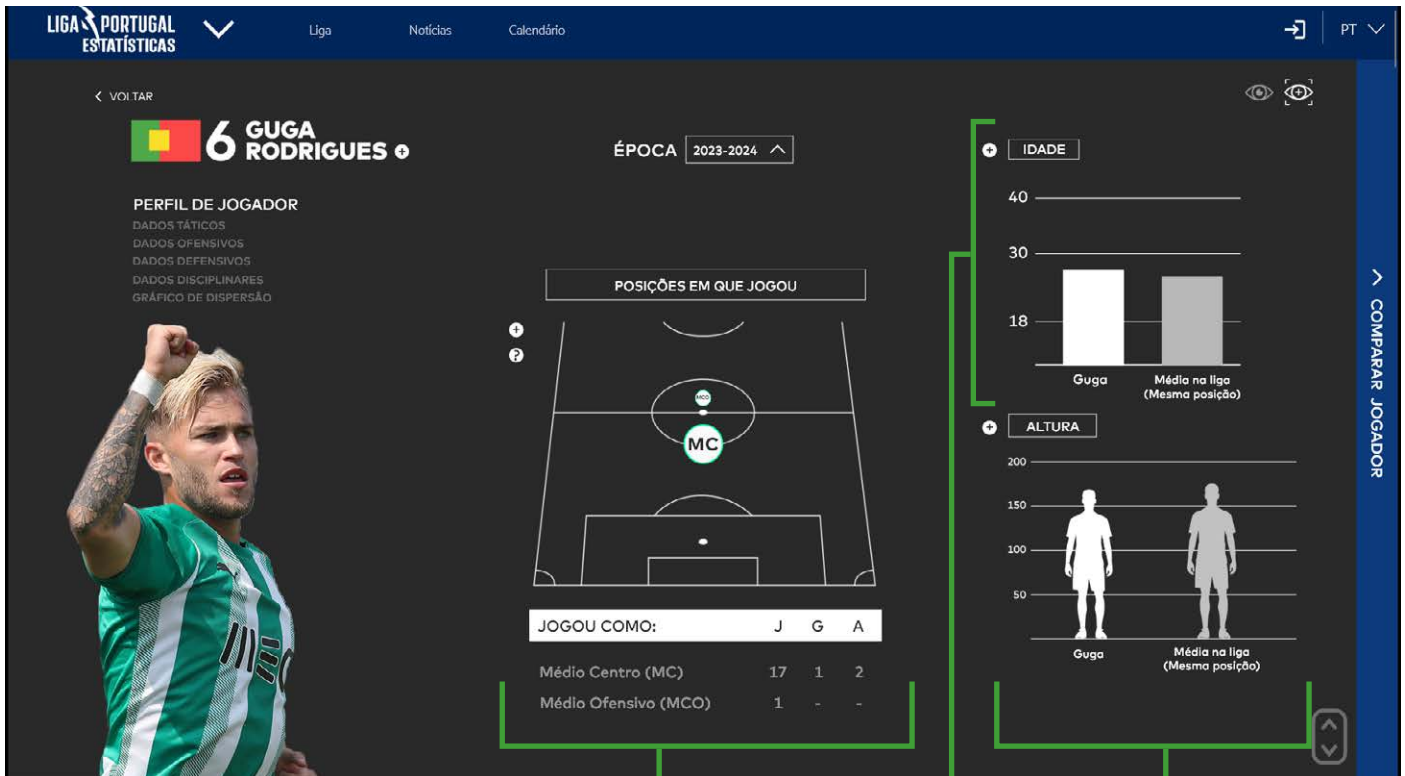 LIGA PORTUGAL
ESTATÍSTICAS
Liga
Notícias
Calendário
PT
VOLTAR
6 GUGA
RODRIGUES
ÉPOCA 2023-2024
PERFIL DE JOGADOR
DADOS TÁTICOS
DADOS OFENSIVOS
DADOS DEFENSIVOS
DADOS DISCIPLINARES
GRÁFICO DE DISPERSÃO
POSIÇÕES EM QUE JOGOU
?
MCO
MC
JOGOU COMO: J G A
Médio Centro (MC) 17 1 2
Médio Ofensivo (MCO) 1 - -
IDADE
40
30
18
Guga
Média na liga
(Mesma posição)
ALTURA
200
150
100
50
Guga
Média na liga
(Mesma posição)
COMPARAR JOGADOR